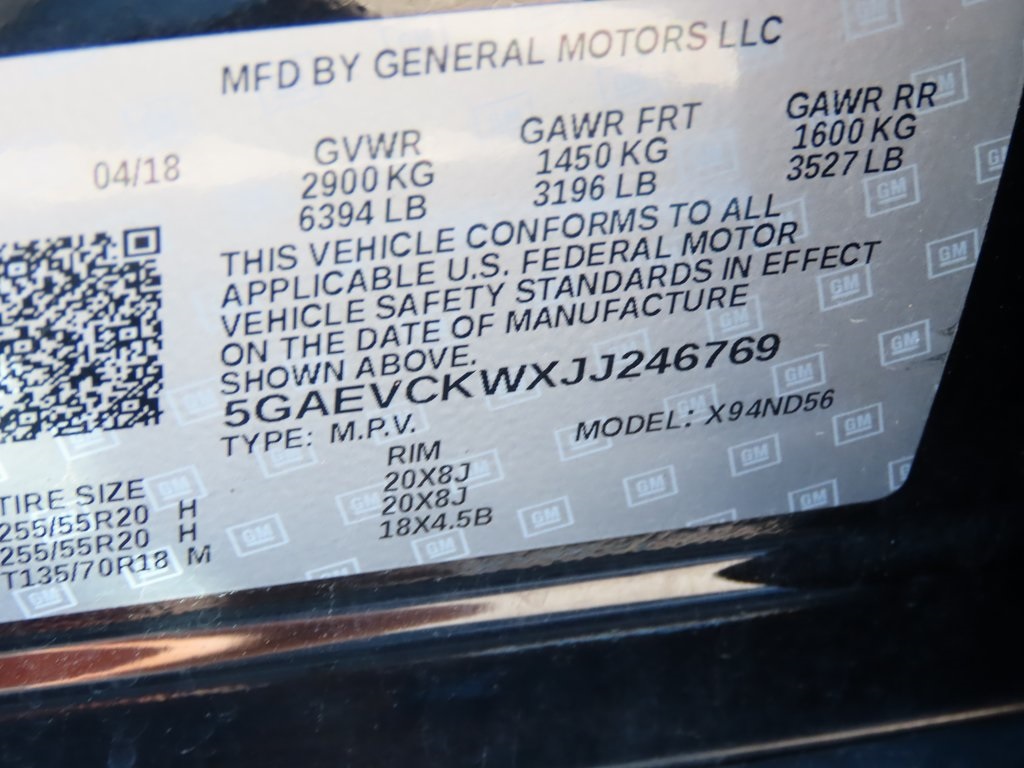 MFD BY GENERAL MOTORS LLC
04/18
GVWR
2900 KG
6394 LB
GAWR FRT
1450 KG
3196 LB
GAWR RR
1600 KG
3527 LB
THIS VEHICLE CONFORMS TO ALL
APPLICABLE U.S. FEDERAL MOTOR
VEHICLE SAFETY STANDARDS IN EFFECT
ON THE DATE OF MANUFACTURE
SHOWN ABOVE.
5GAEVCKWXJJ246769
TYPE: M.P.V.
MODEL: X94ND56
TIRE SIZE RIM
255/55R20 H 20X8J
255/55R20 H 20X8J
T135/70R18 M 18X4.5B
GM